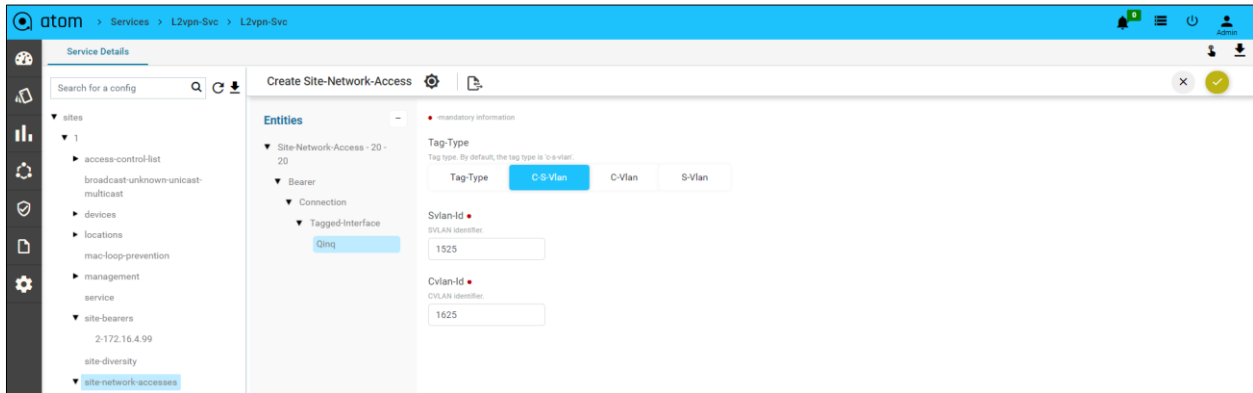 atom > Services > L2vpn-Svc > L2vpn-Svc
0
Admin
Service Details
Search for a config
sites
1
access-control-list
broadcast-unknown-unicast-
multicast
devices
locations
mac-loop-prevention
management
service
site-bearers
2-172.16.4.99
site-diversity
site-network-accesses
Create Site-Network-Access
Entities
Site-Network-Access - 20 -
20
Bearer
Connection
Tagged-Interface
Qinq
-mandatory information
Tag-Type
Tag type. By default, the tag type is 'c-s-vlan'.
Tag-Type C-S-Vlan C-Vlan S-Vlan
Svlan-Id
SVLAN identifier.
1525
Cvlan-Id
CVLAN identifier.
1625